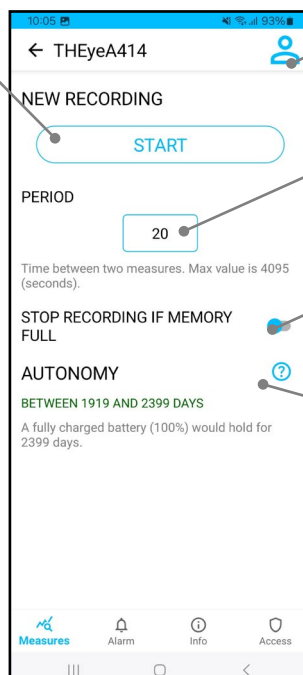 10:05 93%
THEyeA414
NEW RECORDING
START
PERIOD
20
Time between two measures. Max value is 4095
(seconds).
STOP RECORDING IF MEMORY
FULL
AUTONOMY
BETWEEN 1919 AND 2399 DAYS
A fully charged battery (100%) would hold for
2399 days.
Measures Alarm Info Access